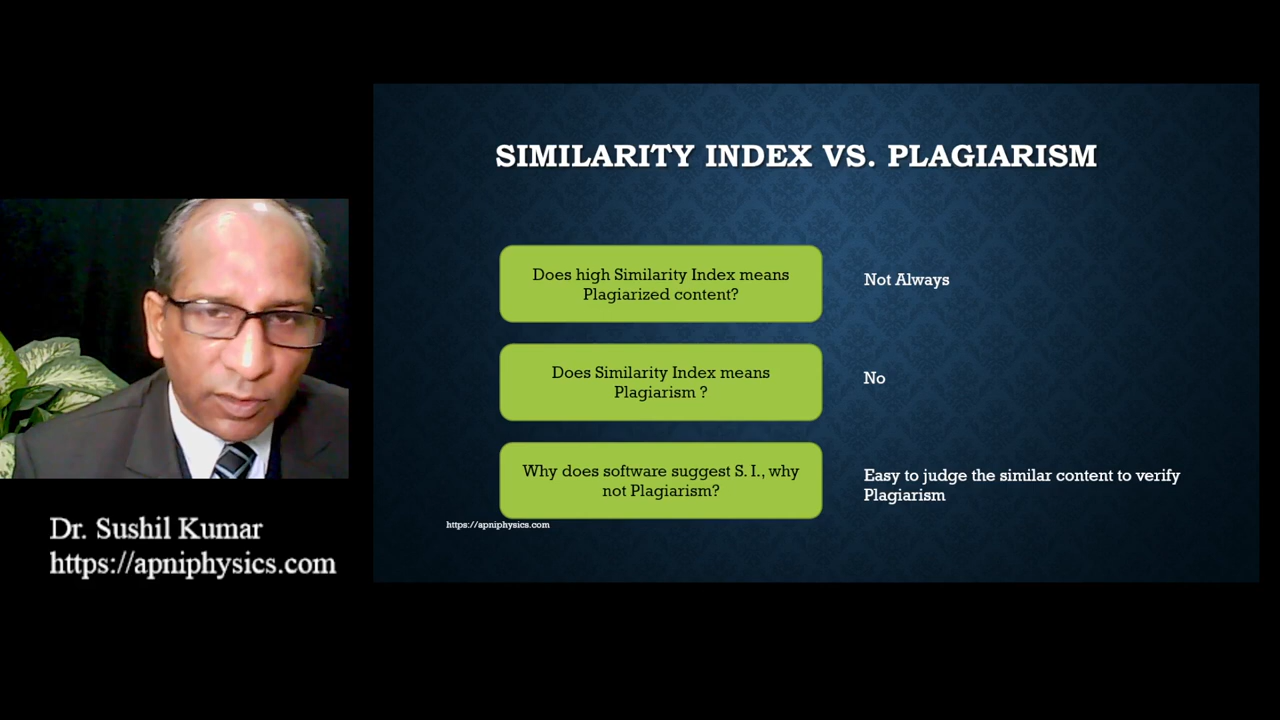 SIMILARITY INDEX VS. PLAGIARISM
Does high Similarity Index means
Plagiarized content?
Not Always
Does Similarity Index means
Plagiarism ?
No
Why does software suggest S. I., why
not Plagiarism?
Easy to judge the similar content to verify
Plagiarism
https://apniphysics.com
Dr. Sushil Kumar
https://apniphysics.com